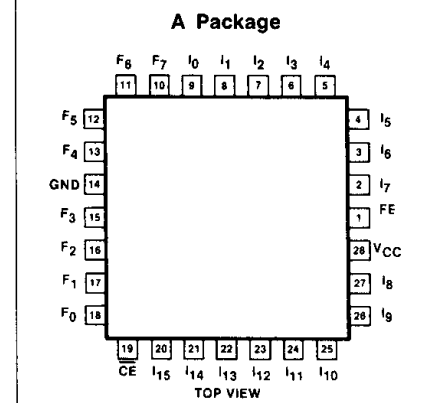 A Package
F6 F7 I0 I1 I2 I3 I4
11 10 9 8 7 6 5
F5 12 4 I5
F4 13 3 I6
GND 14 2 I7
F3 15 1 FE
F2 16 28 VCC
F1 17 27 I8
F0 18 26 I9
19 20 21 22 23 24 25
CE I15 I14 I13 I12 I11 I10
TOP VIEW